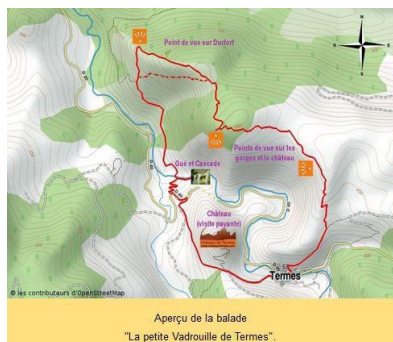 N
Point de vue sur Durfort
Points de vue sur les
gorges et le château
Gué et Cascade
Château
(visite payante)
Termes
© les contributeurs d'OpenStreetMap
Aperçu de la balade
"La petite Vadrouille de Termes".